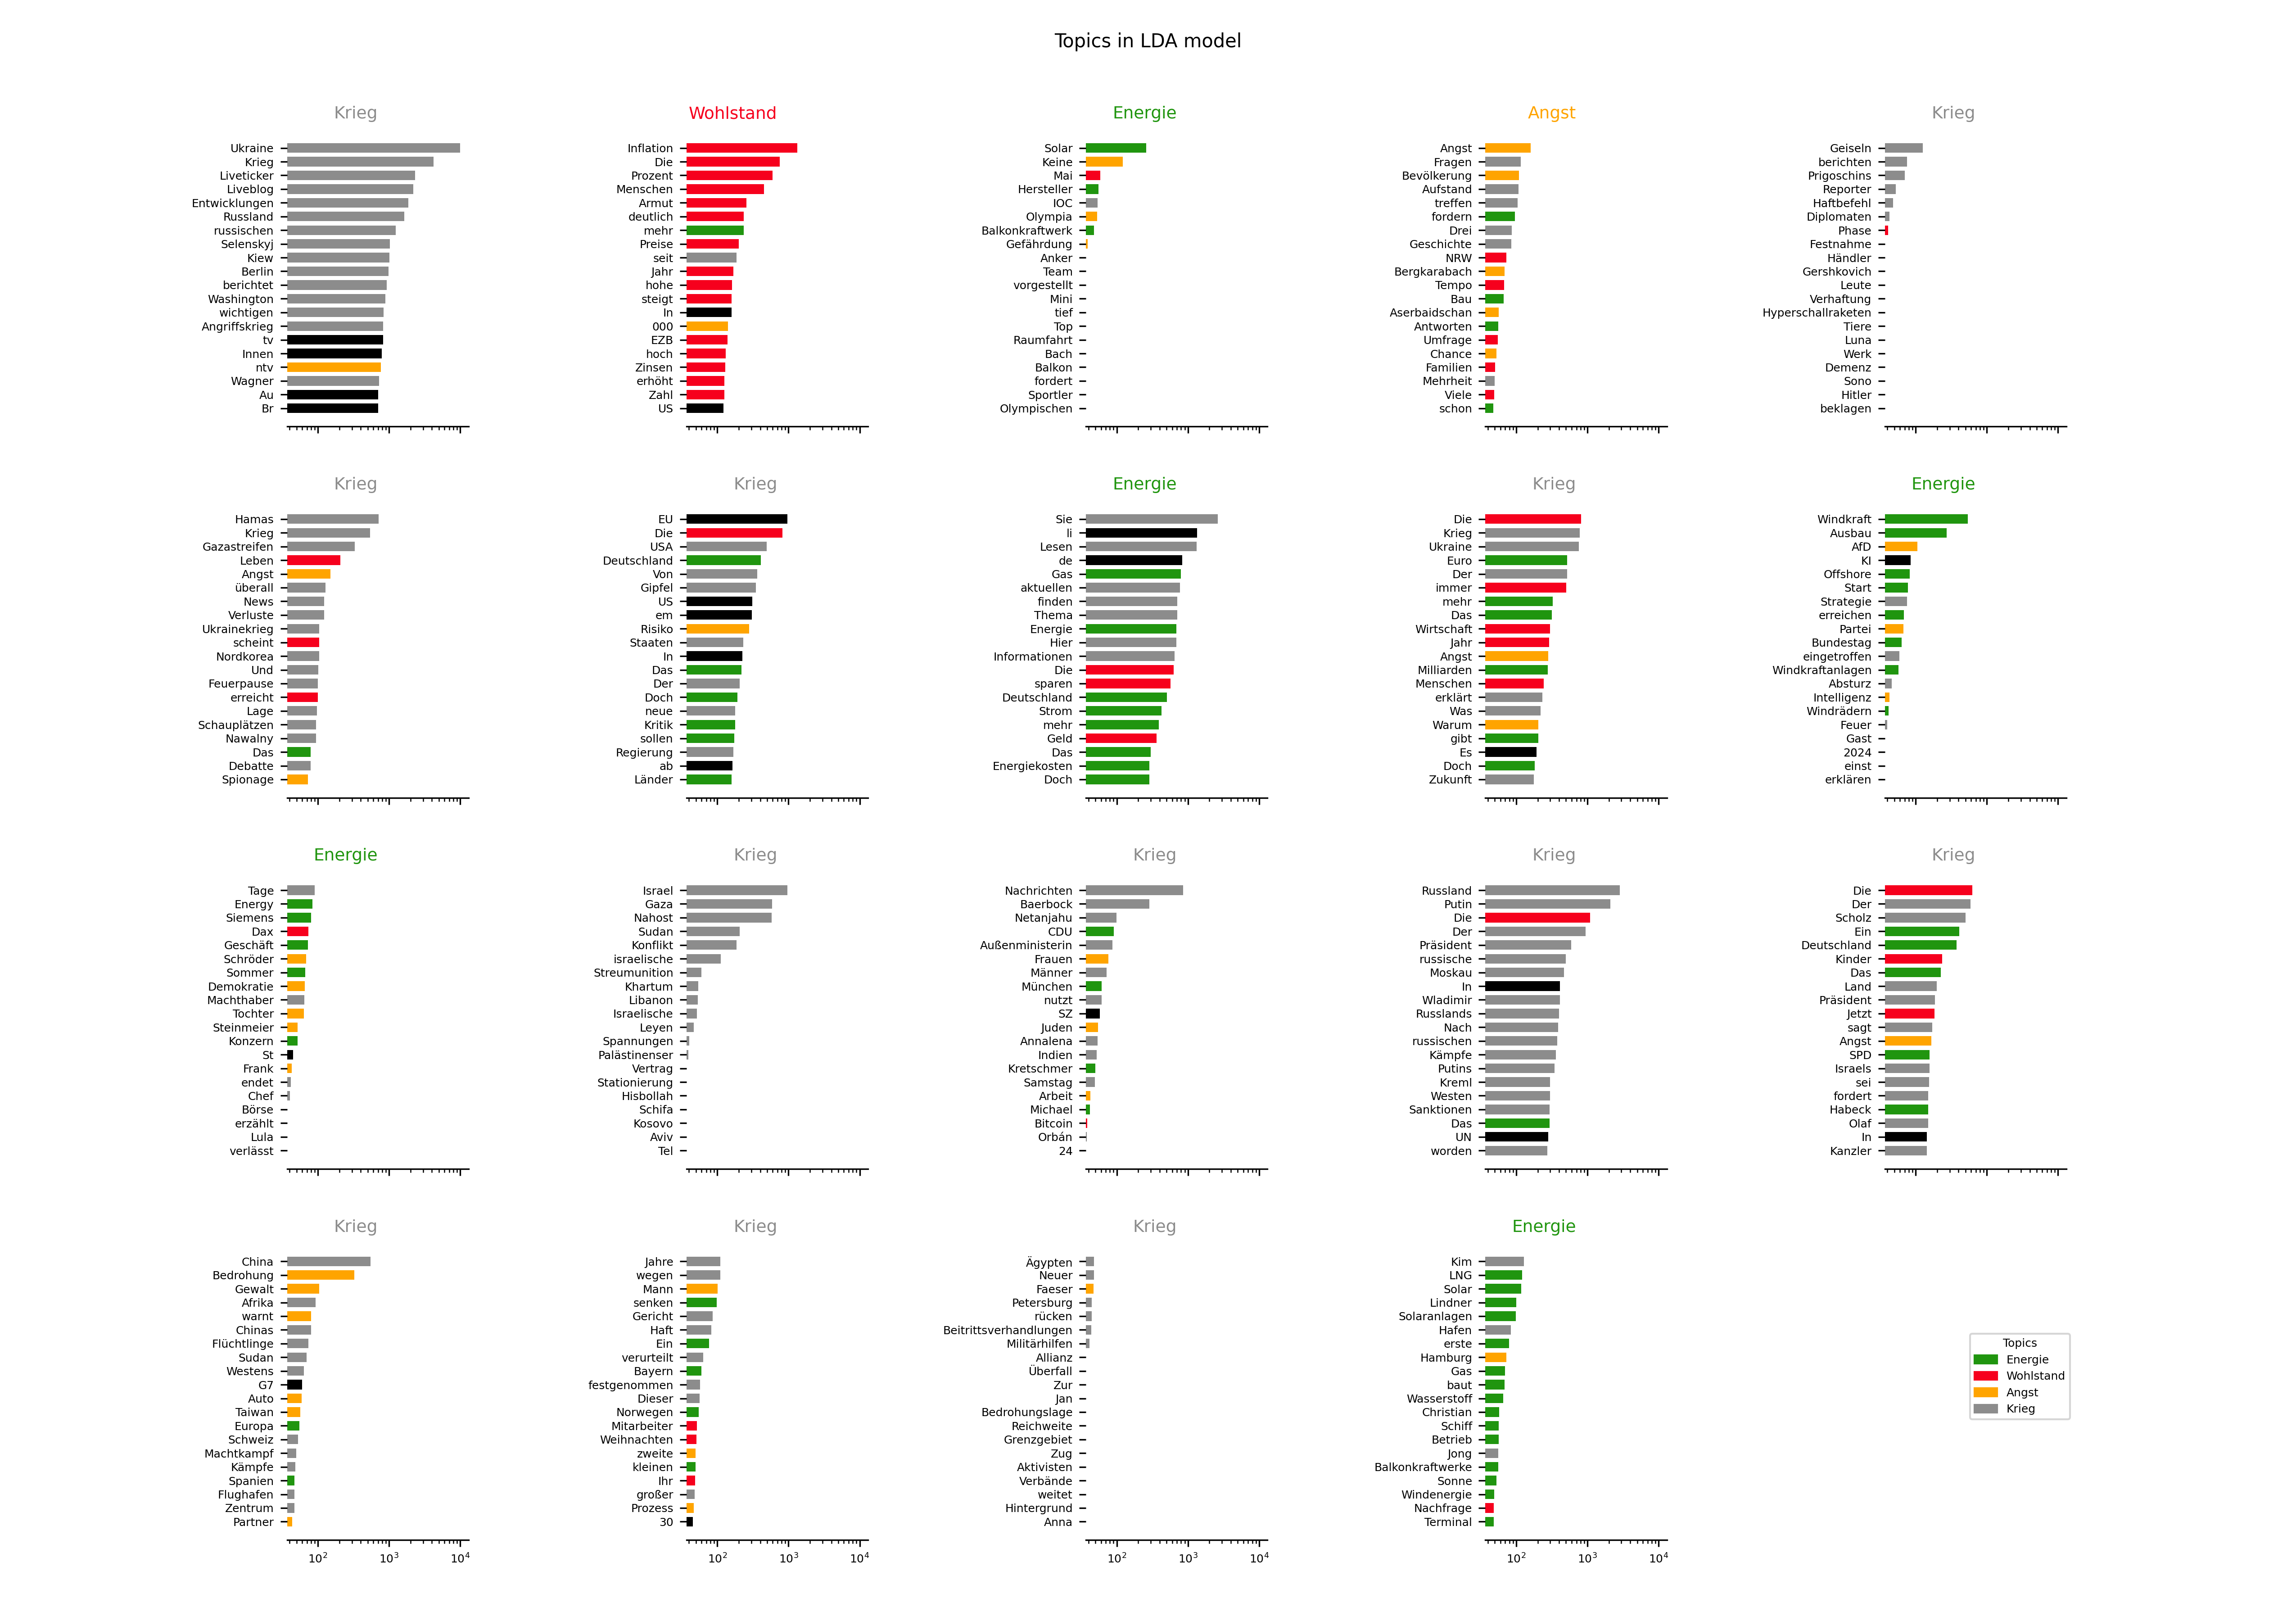 Topics in LDA model
Krieg
Ukraine
Krieg
Liveticker
Liveblog
Entwicklungen
Russland
russischen
Selenskyj
Kiew
Berlin
berichtet
Washington
wichtigen
Angriffskrieg
tv
Innen
ntv
Wagner
Au
Br
Wohlstand
Inflation
Die
Prozent
Menschen
Armut
deutlich
mehr
Preise
seit
Jahr
hohe
steigt
In
000
EZB
hoch
Zinsen
erhöht
Zahl
US
Energie
Solar
Keine
Mai
Hersteller
IOC
Olympia
Balkonkraftwerk
Gefährdung
Anker
Team
vorgestellt
Mini
tief
Top
Raumfahrt
Bach
Balkon
fordert
Sportler
Olympischen
Angst
Angst
Fragen
Bevölkerung
Aufstand
treffen
fordern
Drei
Geschichte
NRW
Bergkarabach
Tempo
Bau
Aserbaidschan
Antworten
Umfrage
Chance
Familien
Mehrheit
Viele
schon
Krieg
Geiseln
berichten
Prigoschins
Reporter
Haftbefehl
Diplomaten
Phase
Festnahme
Händler
Gershkovich
Leute
Verhaftung
Hyperschallraketen
Tiere
Luna
Werk
Demenz
Sono
Hitler
beklagen
Krieg
Hamas
Krieg
Gazastreifen
Leben
Angst
überall
News
Verluste
Ukrainekrieg
scheint
Nordkorea
Und
Feuerpause
erreicht
Lage
Schauplätzen
Nawalny
Das
Debatte
Spionage
Krieg
EU
Die
USA
Deutschland
Von
Gipfel
US
em
Risiko
Staaten
In
Das
Der
Doch
neue
Kritik
sollen
Regierung
ab
Länder
Energie
Sie
li
Lesen
de
Gas
aktuellen
finden
Thema
Energie
Hier
Informationen
Die
sparen
Deutschland
Strom
mehr
Geld
Das
Energiekosten
Doch
Krieg
Die
Krieg
Ukraine
Euro
Der
immer
mehr
Das
Wirtschaft
Jahr
Angst
Milliarden
Menschen
erklärt
Was
Warum
gibt
Es
Doch
Zukunft
Energie
Windkraft
Ausbau
AfD
KI
Offshore
Start
Strategie
erreichen
Partei
Bundestag
eingetroffen
Windkraftanlagen
Absturz
Intelligenz
Windrädern
Feuer
Gast
2024
einst
erklären
Energie
Tage
Energy
Siemens
Dax
Geschäft
Schröder
Sommer
Demokratie
Machthaber
Tochter
Steinmeier
Konzern
St
Frank
endet
Chef
Börse
erzählt
Lula
verlässt
Krieg
Israel
Gaza
Nahost
Sudan
Konflikt
israelische
Streumunition
Khartum
Libanon
Israelische
Leyen
Spannungen
Palästinenser
Vertrag
Stationierung
Hisbollah
Schifa
Kosovo
Aviv
Tel
Krieg
Nachrichten
Baerbock
Netanjahu
CDU
Außenministerin
Frauen
Männer
München
nutzt
SZ
Juden
Annalena
Indien
Kretschmer
Samstag
Arbeit
Michael
Bitcoin
Orbán
24
Krieg
Russland
Putin
Die
Der
Präsident
russische
Moskau
In
Wladimir
Russlands
Nach
russischen
Kämpfe
Putins
Kreml
Westen
Sanktionen
Das
UN
worden
Krieg
Die
Der
Scholz
Ein
Deutschland
Kinder
Das
Land
Präsident
Jetzt
sagt
Angst
SPD
Israels
sei
fordert
Habeck
Olaf
In
Kanzler
Krieg
China
Bedrohung
Gewalt
Afrika
warnt
Chinas
Flüchtlinge
Sudan
Westens
G7
Auto
Taiwan
Europa
Schweiz
Machtkampf
Kämpfe
Spanien
Flughafen
Zentrum
Partner
10² 10³ 10⁴
Krieg
Jahre
wegen
Mann
senken
Gericht
Haft
Ein
verurteilt
Bayern
festgenommen
Dieser
Norwegen
Mitarbeiter
Weihnachten
zweite
kleinen
Ihr
großer
Prozess
30
10² 10³ 10⁴
Krieg
Ägypten
Neuer
Faeser
Petersburg
rücken
Beitrittsverhandlungen
Militärhilfen
Allianz
Überfall
Zur
Jan
Bedrohungslage
Reichweite
Grenzgebiet
Zug
Aktivisten
Verbände
weitet
Hintergrund
Anna
10² 10³ 10⁴
Energie
Kim
LNG
Solar
Lindner
Solaranlagen
Hafen
erste
Hamburg
Gas
baut
Wasserstoff
Christian
Schiff
Betrieb
Jong
Balkonkraftwerke
Sonne
Windenergie
Nachfrage
Terminal
10² 10³ 10⁴
Topics
Energie
Wohlstand
Angst
Krieg